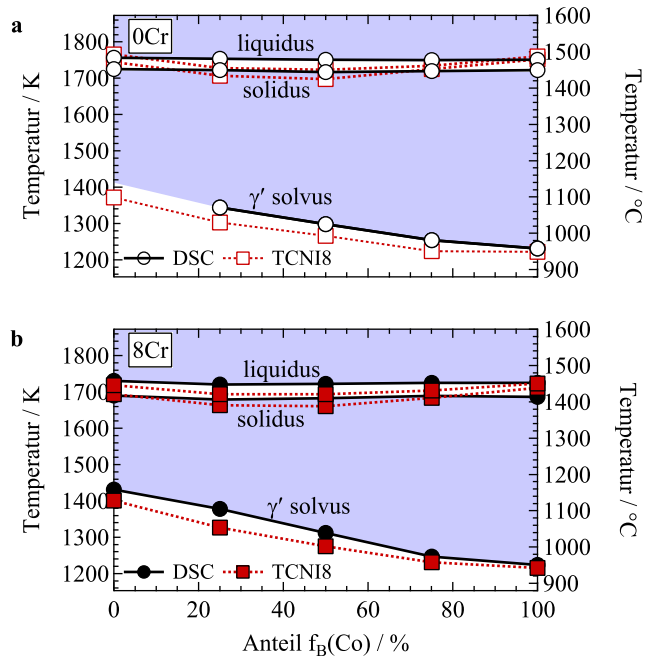 a
0Cr
liquidus
solidus
γ′ solvus
DSC
TCNI8
Temperatur / K
1800
1700
1600
1500
1400
1300
1200
Temperatur / °C
1600
1500
1400
1300
1200
1100
1000
900
b
8Cr
liquidus
solidus
γ′ solvus
DSC
TCNI8
Temperatur / K
1800
1700
1600
1500
1400
1300
1200
Temperatur / °C
1600
1500
1400
1300
1200
1100
1000
900
0 20 40 60 80 100
Anteil f_B(Co) / %